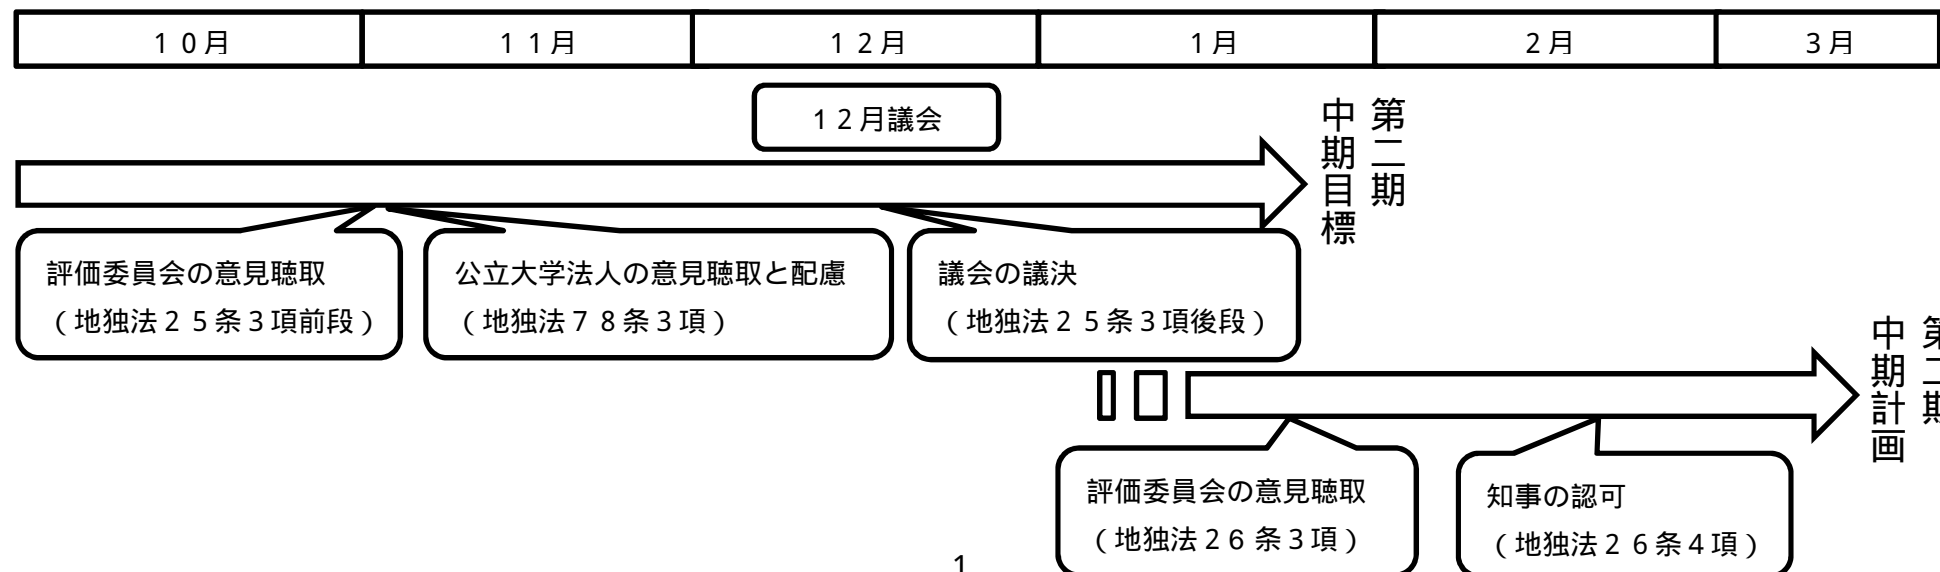 10月 11月 12月 1月 2月 3月
12月議会
第二期
中期目標
評価委員会の意見聴取
(地独法25条3項前段)
公立大学法人の意見聴取と配慮
(地独法78条3項)
議会の議決
(地独法25条3項後段)
第二期
中期計画
評価委員会の意見聴取
(地独法26条3項)
知事の認可
(地独法26条4項)
1